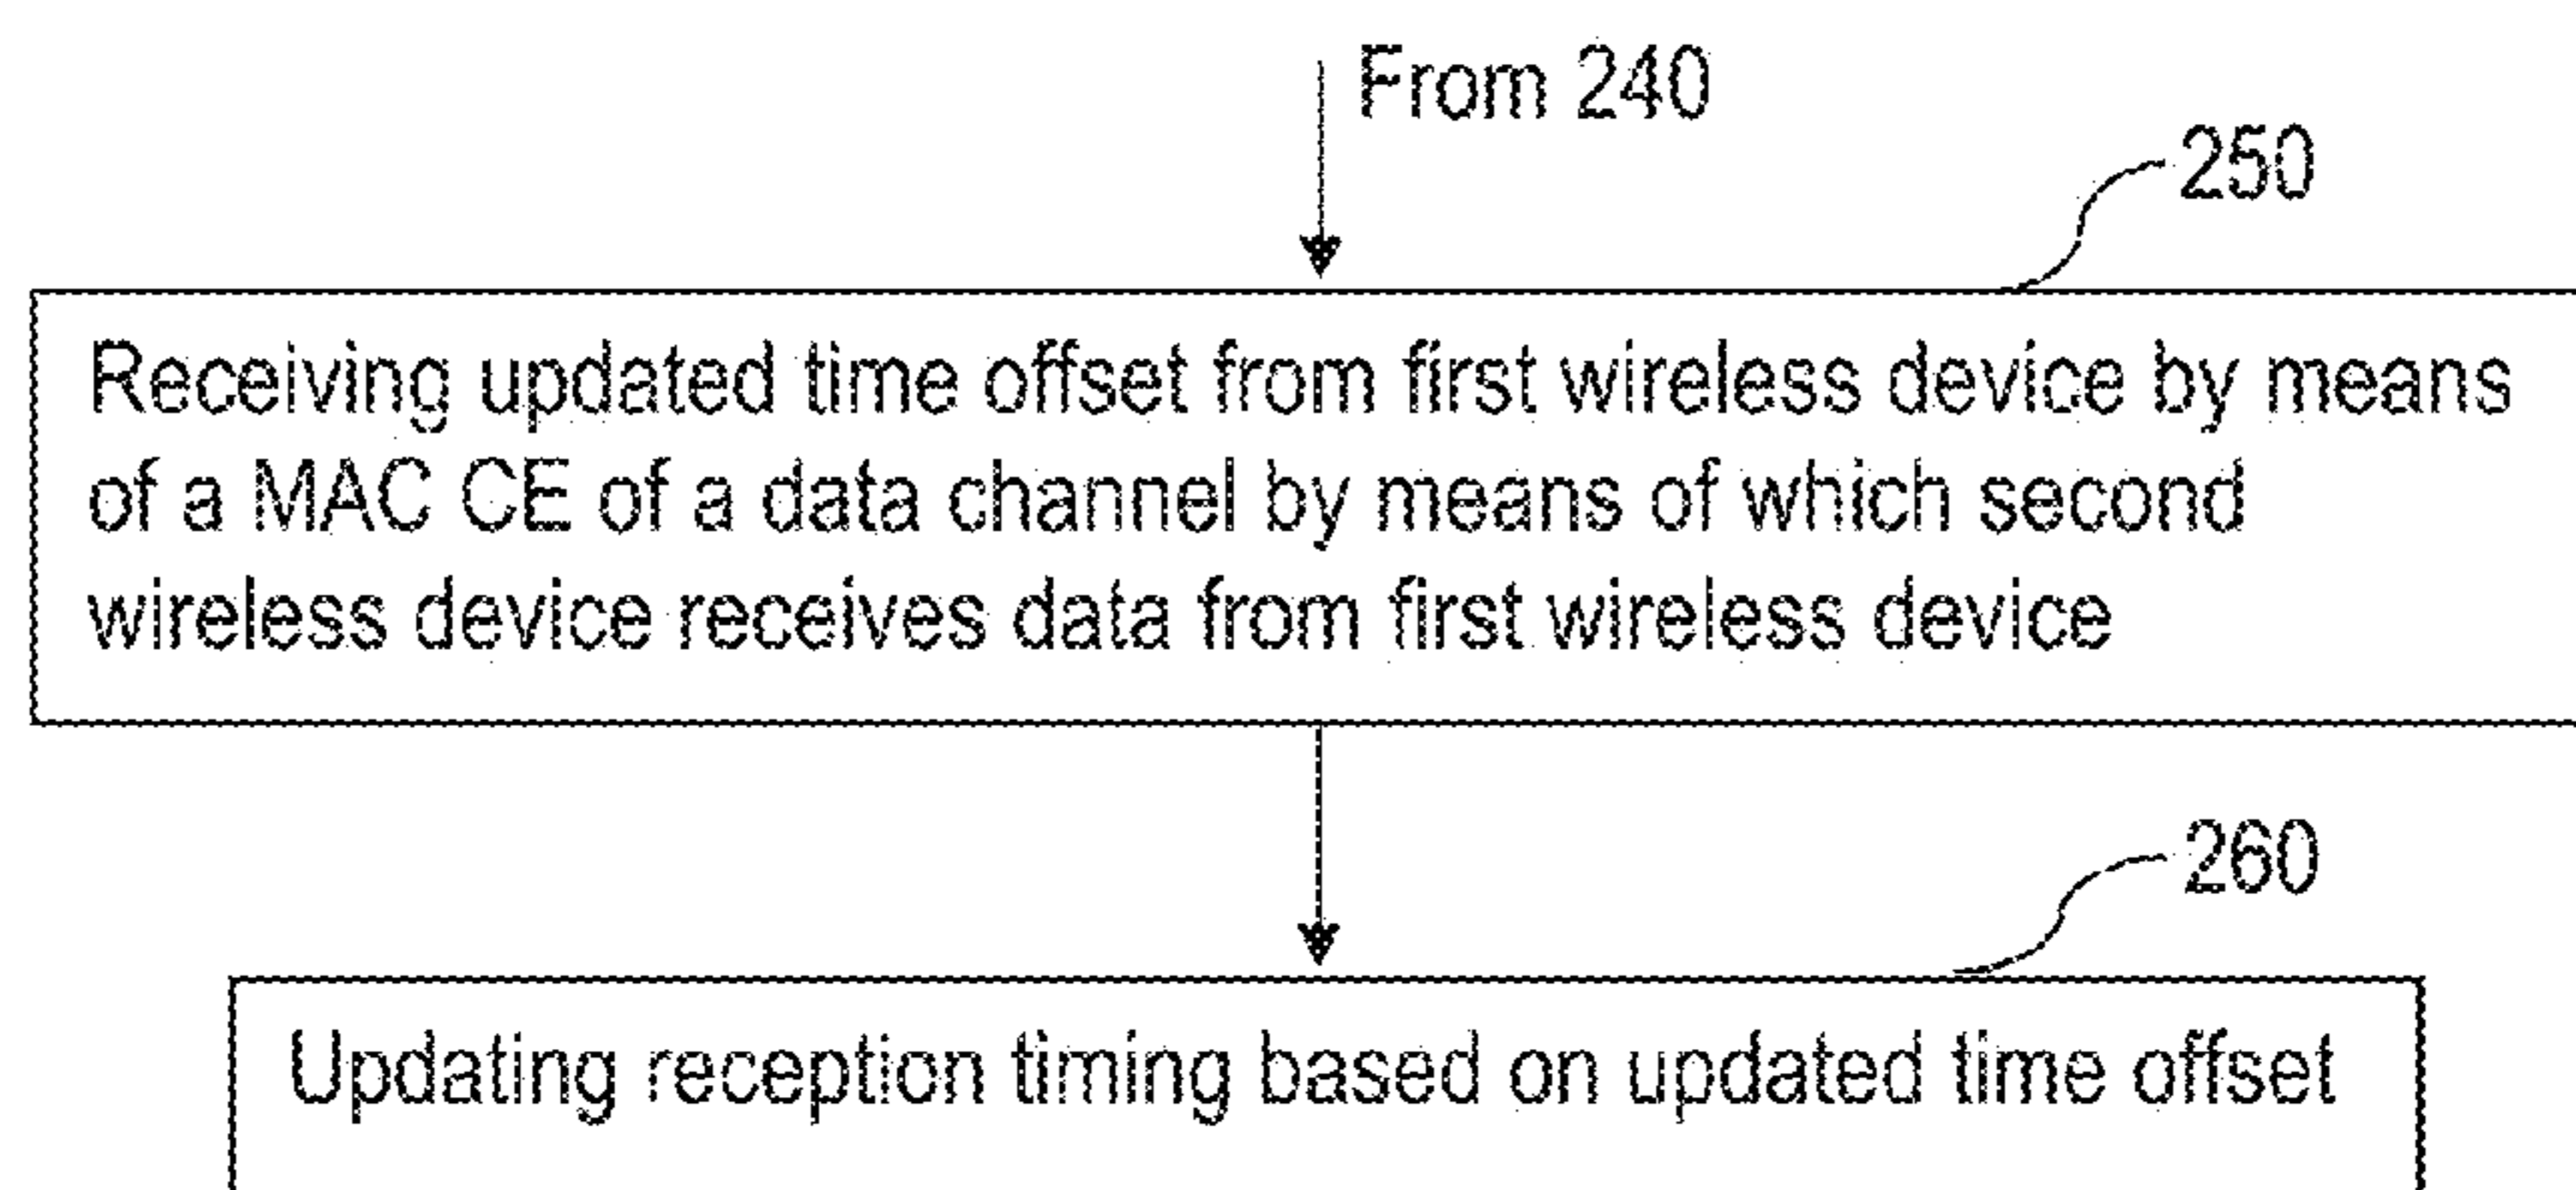 From 240
250
Receiving updated time offset from first wireless device by means
of a MAC CE of a data channel by means of which second
wireless device receives data from first wireless device
260
Updating reception timing based on updated time offset